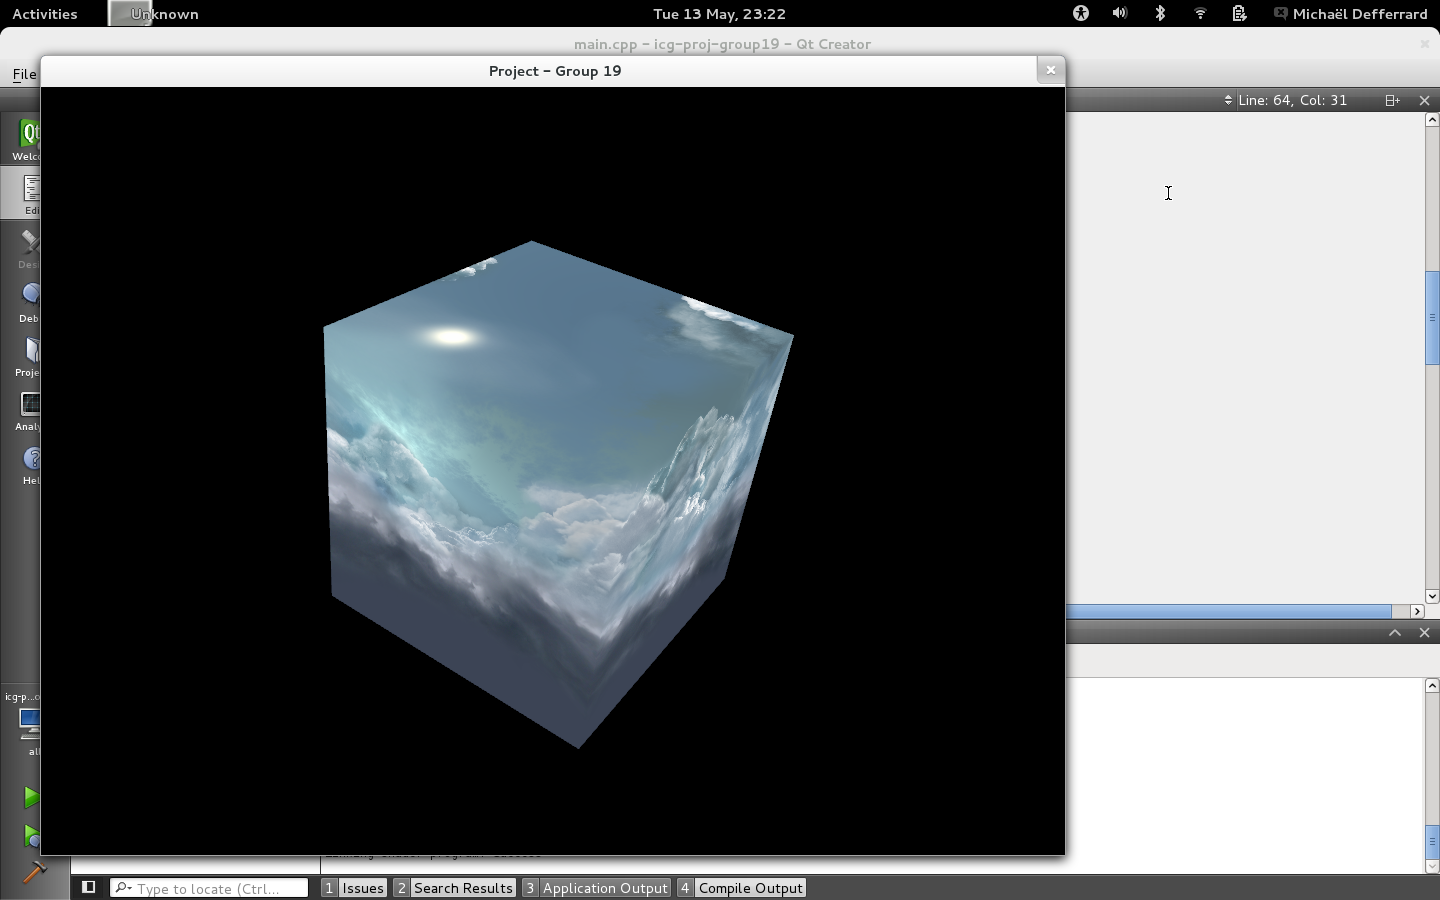 Activities Unknown Tue 13 May, 23:22 Michaël Defferrard
main.cpp - icg-proj-group19 - Qt Creator
File
Project - Group 19
Line: 64, Col: 31
Qt
Welc
Edi
Des
Deb
Proje
Analy
Hel
icg-p...c
all
Type to locate (Ctrl...
1 Issues
2 Search Results
3 Application Output
4 Compile Output